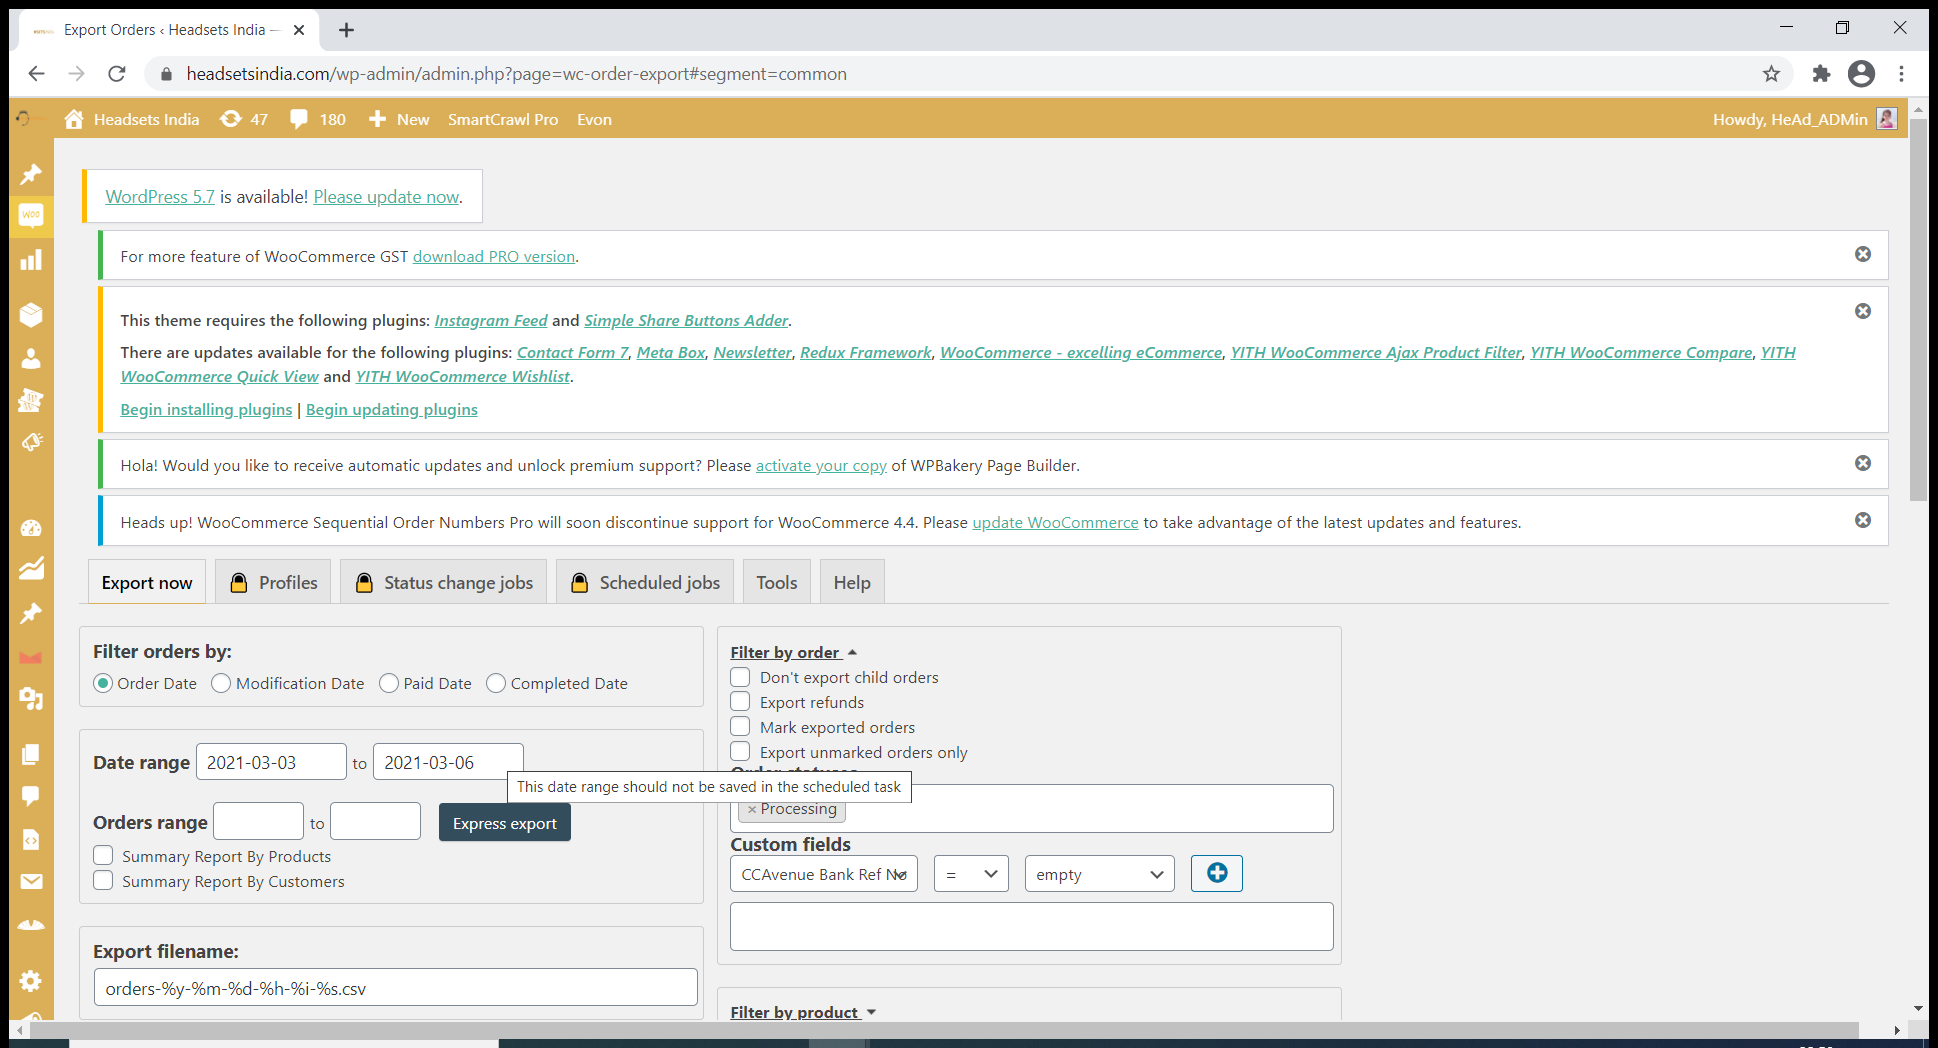 Export Orders ‹ Headsets India —
headsetsindia.com/wp-admin/admin.php?page=wc-order-export#segment=common
Headsets India 47 180 New SmartCrawl Pro Evon Howdy, HeAd_ADMin
WOO
WordPress 5.7 is available! Please update now.
For more feature of WooCommerce GST download PRO version.
This theme requires the following plugins: Instagram Feed and Simple Share Buttons Adder.
There are updates available for the following plugins: Contact Form 7, Meta Box, Newsletter, Redux Framework, WooCommerce - excelling eCommerce, YITH WooCommerce Ajax Product Filter, YITH WooCommerce Compare, YITH
WooCommerce Quick View and YITH WooCommerce Wishlist.
Begin installing plugins | Begin updating plugins
Hola! Would you like to receive automatic updates and unlock premium support? Please activate your copy of WPBakery Page Builder.
Heads up! WooCommerce Sequential Order Numbers Pro will soon discontinue support for WooCommerce 4.4. Please update WooCommerce to take advantage of the latest updates and features.
Export now Profiles Status change jobs Scheduled jobs Tools Help
Filter orders by:
Order Date Modification Date Paid Date Completed Date
Date range 2021-03-03 to 2021-03-06
This date range should not be saved in the scheduled task
Orders range to Express export
Summary Report By Products
Summary Report By Customers
Export filename:
orders-%y-%m-%d-%h-%i-%s.csv
Filter by order
Don't export child orders
Export refunds
Mark exported orders
Export unmarked orders only
Order statuses
× Processing
Custom fields
CCAvenue Bank Ref No = empty
Filter by product